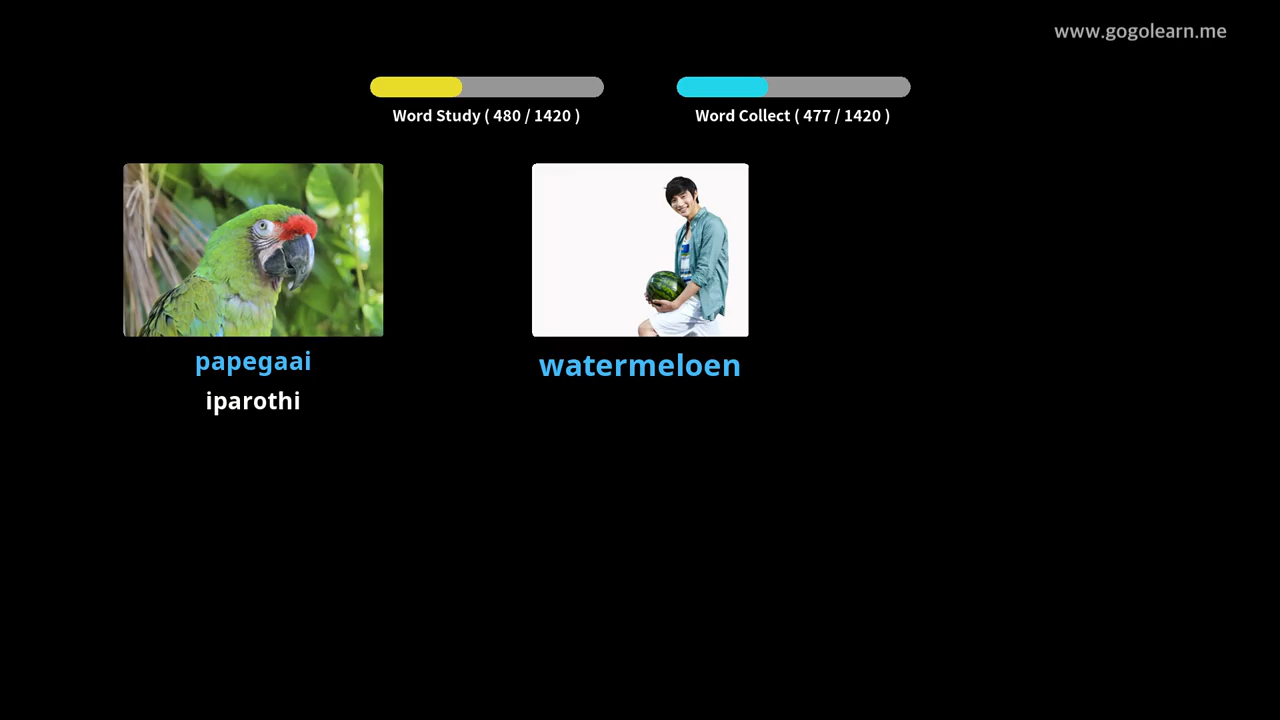 www.gogolearn.me
Word Study ( 480 / 1420 )
Word Collect ( 477 / 1420 )
papegaai
iparothi
watermeloen